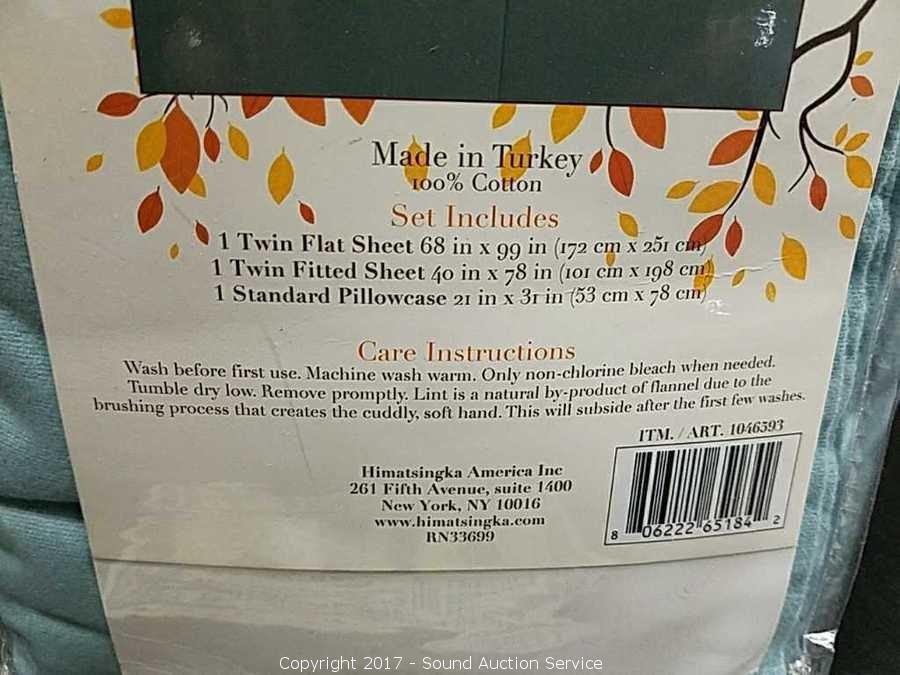 Made in Turkey
100% Cotton
Set Includes
1 Twin Flat Sheet 68 in x 99 in (172 cm x 251 cm)
1 Twin Fitted Sheet 40 in x 78 in (101 cm x 198 cm)
1 Standard Pillowcase 21 in x 31 in (53 cm x 78 cm)
Care Instructions
Wash before first use. Machine wash warm. Only non-chlorine bleach when needed.
Tumble dry low. Remove promptly. Lint is a natural by-product of flannel due to the
brushing process that creates the cuddly, soft hand. This will subside after the first few washes.
ITM. / ART. 1046593
8 06222 65184 2
Himatsingka America Inc
261 Fifth Avenue, suite 1400
New York, NY 10016
www.himatsingka.com
RN33699
Copyright 2017 - Sound Auction Service